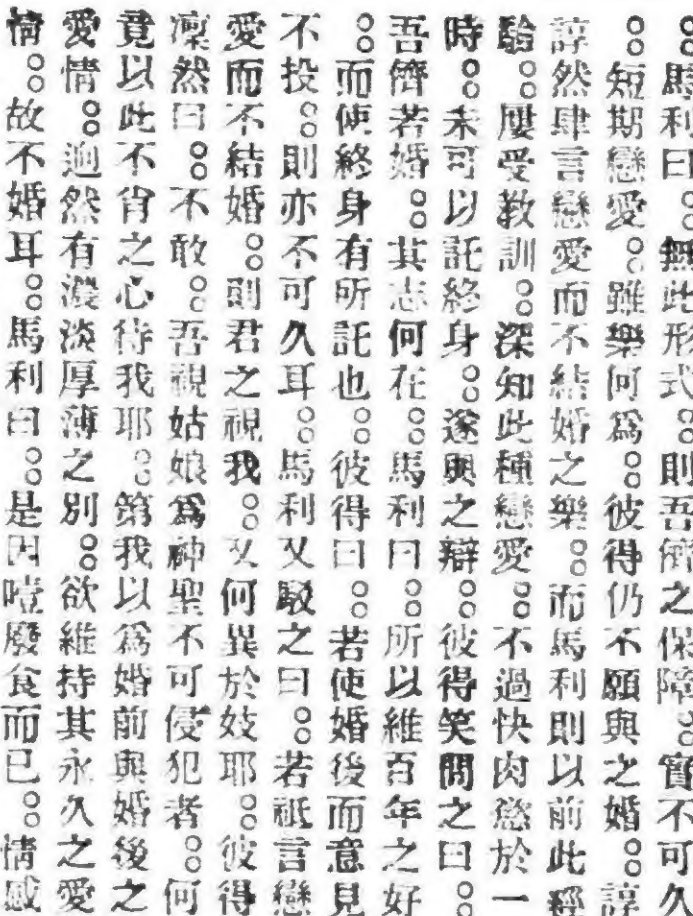 馬利曰。無此形式。則吾儕之保障。實不可久
短期戀愛。雖樂何爲。彼得仍不願與之婚。諄
諄然肆言戀愛而不結婚之樂。而馬利則以前此經
驗。屢受教訓。深知此種戀愛。不過快肉慾於一
時。未可以託終身。遂與之辯。彼得笑問之曰。
吾儕若婚。其志何在。馬利曰。所以維百年之好
。而使終身有所託也。彼得曰。若使婚後而意見
不投。則亦不可久耳。馬利又駁之曰。若祇言戀
愛而不結婚。則君之視我。又何異於妓耶。彼得
凜然曰。不敢。吾視姑娘爲神聖不可侵犯者。何
竟以此不肖之心待我耶。第我以爲婚前與婚後之
愛情。迥然有濃淡厚薄之別。欲維持其永久之愛
情。故不婚耳。馬利曰。是因噎廢食而已。情感